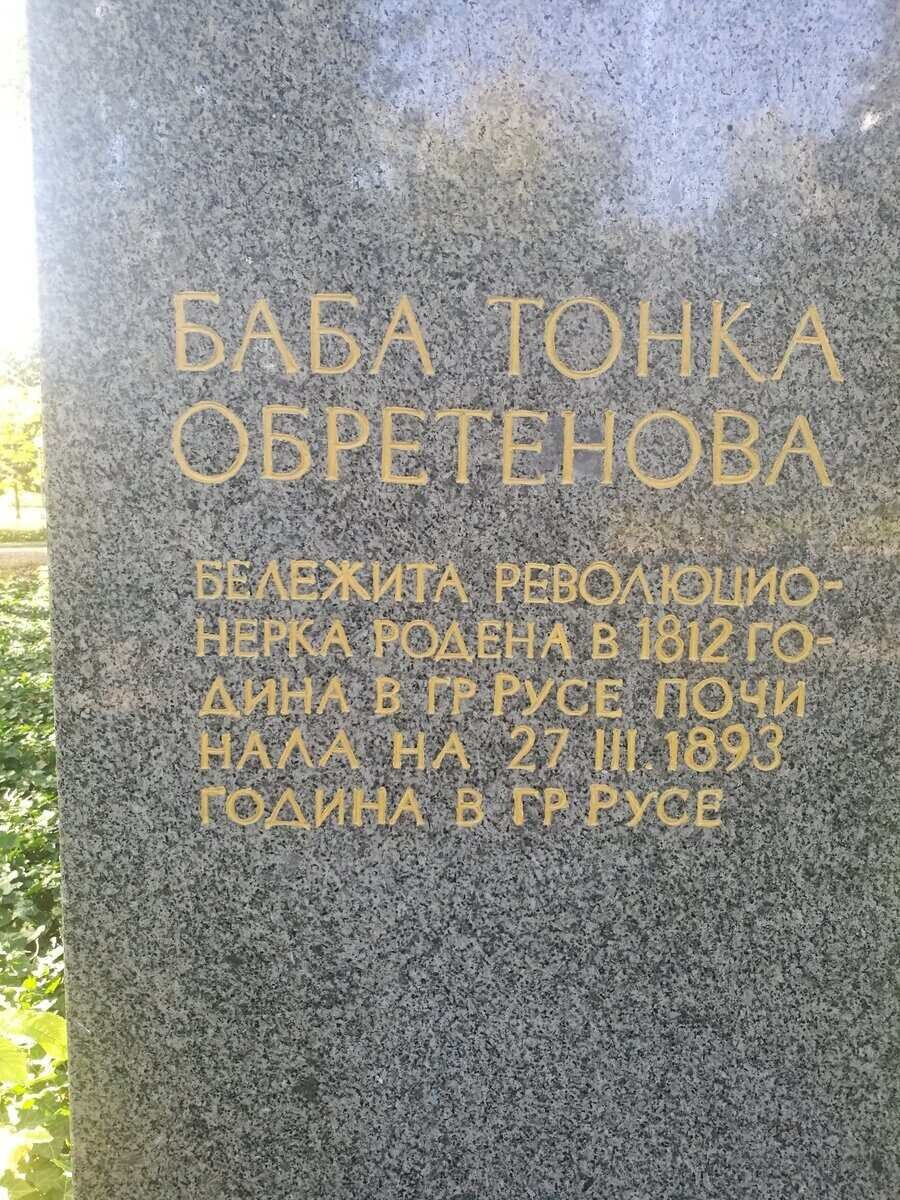 БАБА ТОНКА
ОБРЕТЕНОВА
БЕЛЕЖИТА РЕВОЛЮЦИО-
НЕРКА РОДЕНА В 1812 ГО-
ДИНА В ГР РУСЕ ПОЧИ
НАЛА НА 27 III. 1893
ГОДИНА В ГР РУСЕ